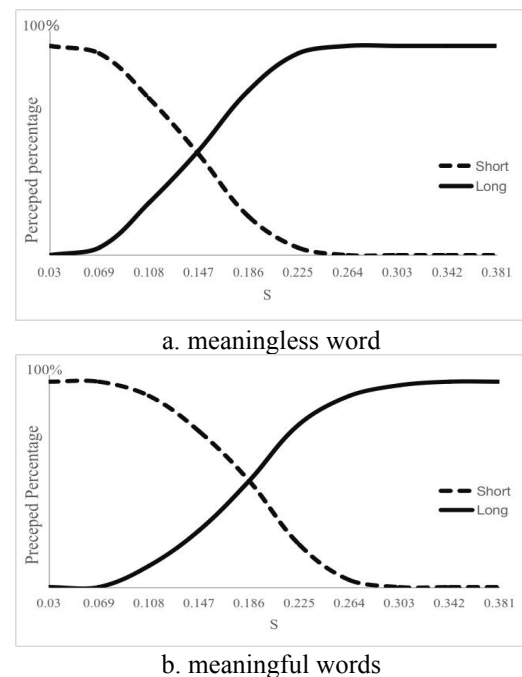 100%
Perceped percentage
Short
Long
0.03 0.069 0.108 0.147 0.186 0.225 0.264 0.303 0.342 0.381
S
a. meaningless word
100%
Preceped Percentage
Short
Long
0.03 0.069 0.108 0.147 0.186 0.225 0.264 0.303 0.342 0.381
S
b. meaningful words